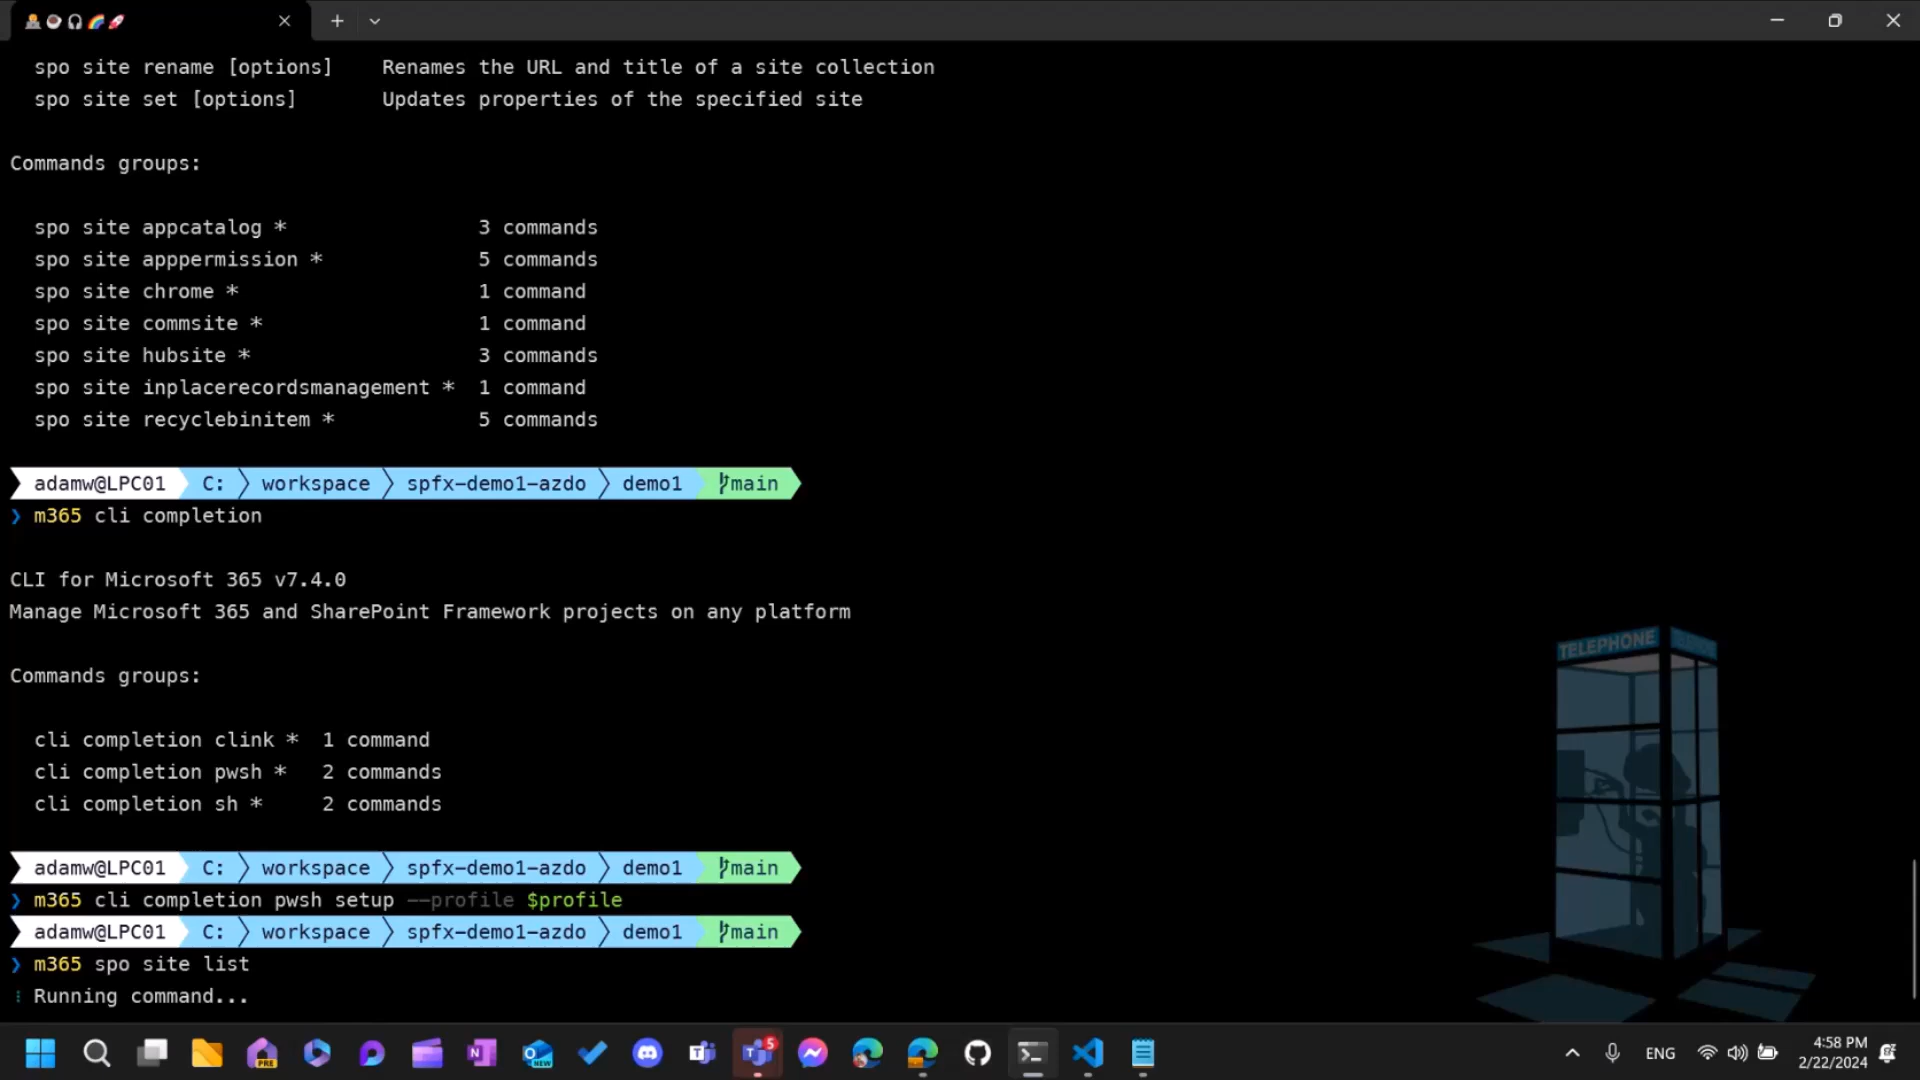 spo site rename [options]    Renames the URL and title of a site collection
spo site set [options]       Updates properties of the specified site
Commands groups:
spo site appcatalog *                3 commands
spo site apppermission *             5 commands
spo site chrome *                    1 command
spo site commsite *                  1 command
spo site hubsite *                   3 commands
spo site inplacerecordsmanagement *  1 command
spo site recyclebinitem *            5 commands
adamw@LPC01 C: workspace spfx-demo1-azdo demo1 main
❯ m365 cli completion
CLI for Microsoft 365 v7.4.0
Manage Microsoft 365 and SharePoint Framework projects on any platform
Commands groups:
cli completion clink *  1 command
cli completion pwsh *   2 commands
cli completion sh *     2 commands
adamw@LPC01 C: workspace spfx-demo1-azdo demo1 main
❯ m365 cli completion pwsh setup --profile $profile
adamw@LPC01 C: workspace spfx-demo1-azdo demo1 main
❯ m365 spo site list
Running command...
TELEPHONE
PRE
NEW
5
ENG
4:58 PM
2/22/2024